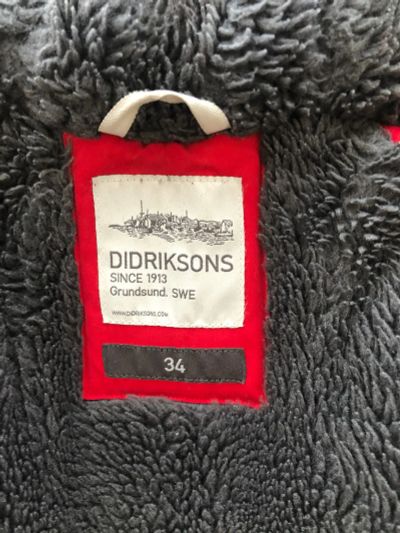 DIDRIKSONS
SINCE 1913
Grundsund. SWE
WWW.DIDRIKSONS.COM
34